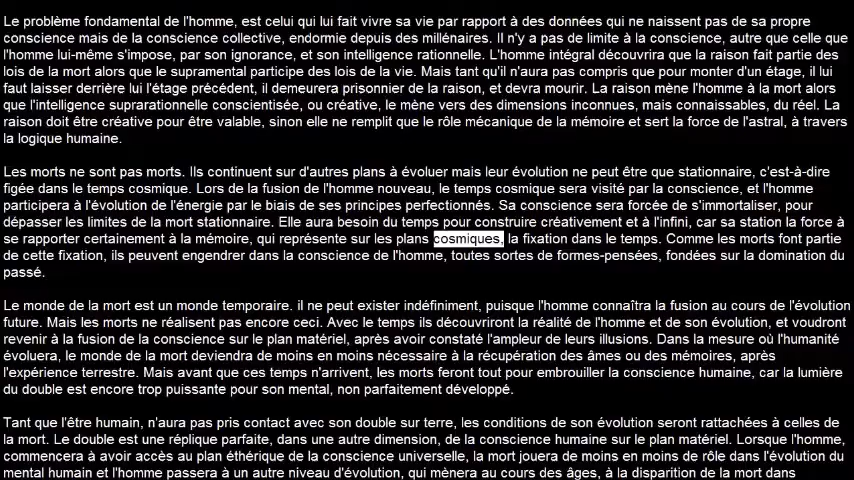 Le problème fondamental de l'homme, est celui qui lui fait vivre sa vie par rapport à des données qui ne naissent pas de sa propre
conscience mais de la conscience collective, endormie depuis des millénaires. Il n'y a pas de limite à la conscience, autre que celle que
l'homme lui-même s'impose, par son ignorance, et son intelligence rationnelle. L'homme intégral découvrira que la raison fait partie des
lois de la mort alors que le supramental participe des lois de la vie. Mais tant qu'il n'aura pas compris que pour monter d'un étage, il lui
faut laisser derrière lui l'étage précédent, il demeurera prisonnier de la raison, et devra mourir. La raison mène l'homme à la mort alors
que l'intelligence suprarationnelle conscientisée, ou créative, le mène vers des dimensions inconnues, mais connaissables, du réel. La
raison doit être créative pour être valable, sinon elle ne remplit que le rôle mécanique de la mémoire et sert la force de l'astral, à travers
la logique humaine.
Les morts ne sont pas morts. Ils continuent sur d'autres plans à évoluer mais leur évolution ne peut être que stationnaire, c'est-à-dire
figée dans le temps cosmique. Lors de la fusion de l'homme nouveau, le temps cosmique sera visité par la conscience, et l'homme
participera à l'évolution de l'énergie par le biais de ses principes perfectionnés. Sa conscience sera forcée de s'immortaliser, pour
dépasser les limites de la mort stationnaire. Elle aura besoin du temps pour construire créativement et à l'infini, car sa station la force à
se rapporter certainement à la mémoire, qui représente sur les plans cosmiques, la fixation dans le temps. Comme les morts font partie
de cette fixation, ils peuvent engendrer dans la conscience de l'homme, toutes sortes de formes-pensées, fondées sur la domination du
passé.
Le monde de la mort est un monde temporaire. il ne peut exister indéfiniment, puisque l'homme connaîtra la fusion au cours de l'évolution
future. Mais les morts ne réalisent pas encore ceci. Avec le temps ils découvriront la réalité de l'homme et de son évolution, et voudront
revenir à la fusion de la conscience sur le plan matériel, après avoir constaté l'ampleur de leurs illusions. Dans la mesure où l'humanité
évoluera, le monde de la mort deviendra de moins en moins nécessaire à la récupération des âmes ou des mémoires, après
l'expérience terrestre. Mais avant que ces temps n'arrivent, les morts feront tout pour embrouiller la conscience humaine, car la lumière
du double est encore trop puissante pour son mental, non parfaitement développé.
Tant que l'être humain, n'aura pas pris contact avec son double sur terre, les conditions de son évolution seront rattachées à celles de
la mort. Le double est une réplique parfaite, dans une autre dimension, de la conscience humaine sur le plan matériel. Lorsque l'homme,
commencera à avoir accès au plan éthérique de la conscience universelle, la mort jouera de moins en moins de rôle dans l'évolution du
mental humain et l'homme passera à un autre niveau d'évolution, qui mènera au cours des âges, à la disparition de la mort dans